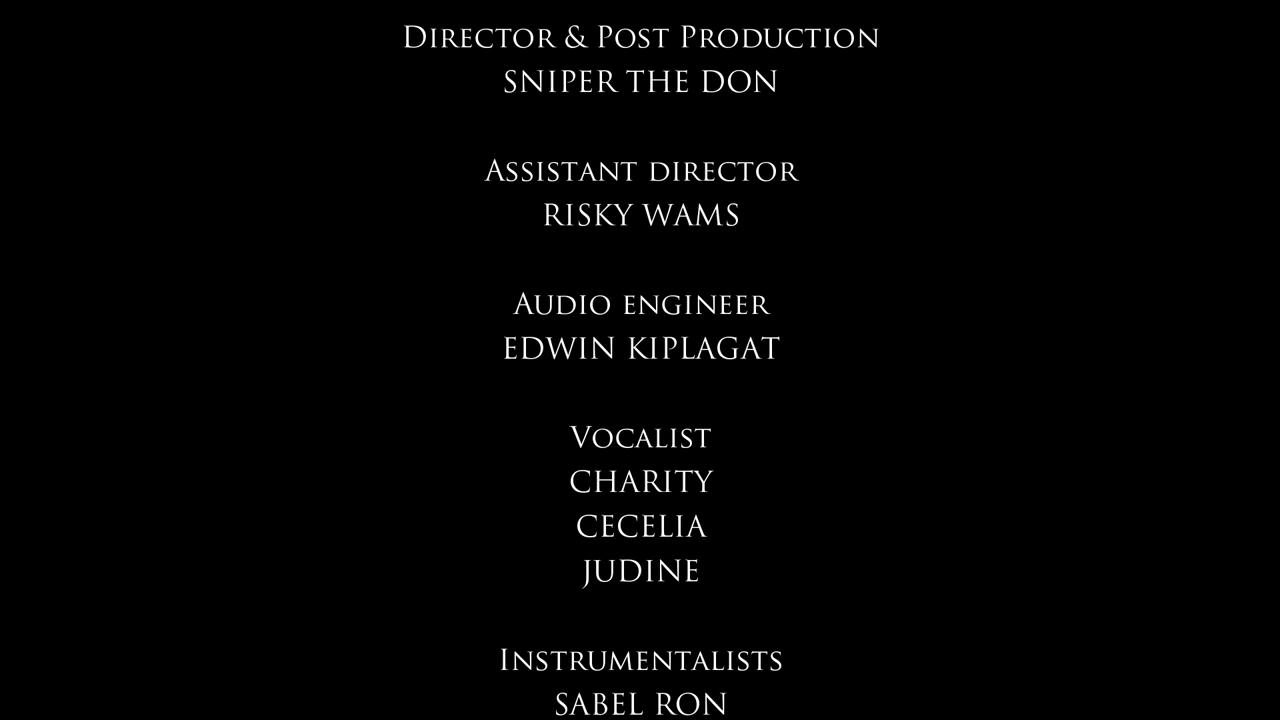 Director & Post Production
SNIPER THE DON
Assistant director
RISKY WAMS
Audio engineer
EDWIN KIPLAGAT
Vocalist
CHARITY
CECELIA
JUDINE
Instrumentalists
SABEL RON